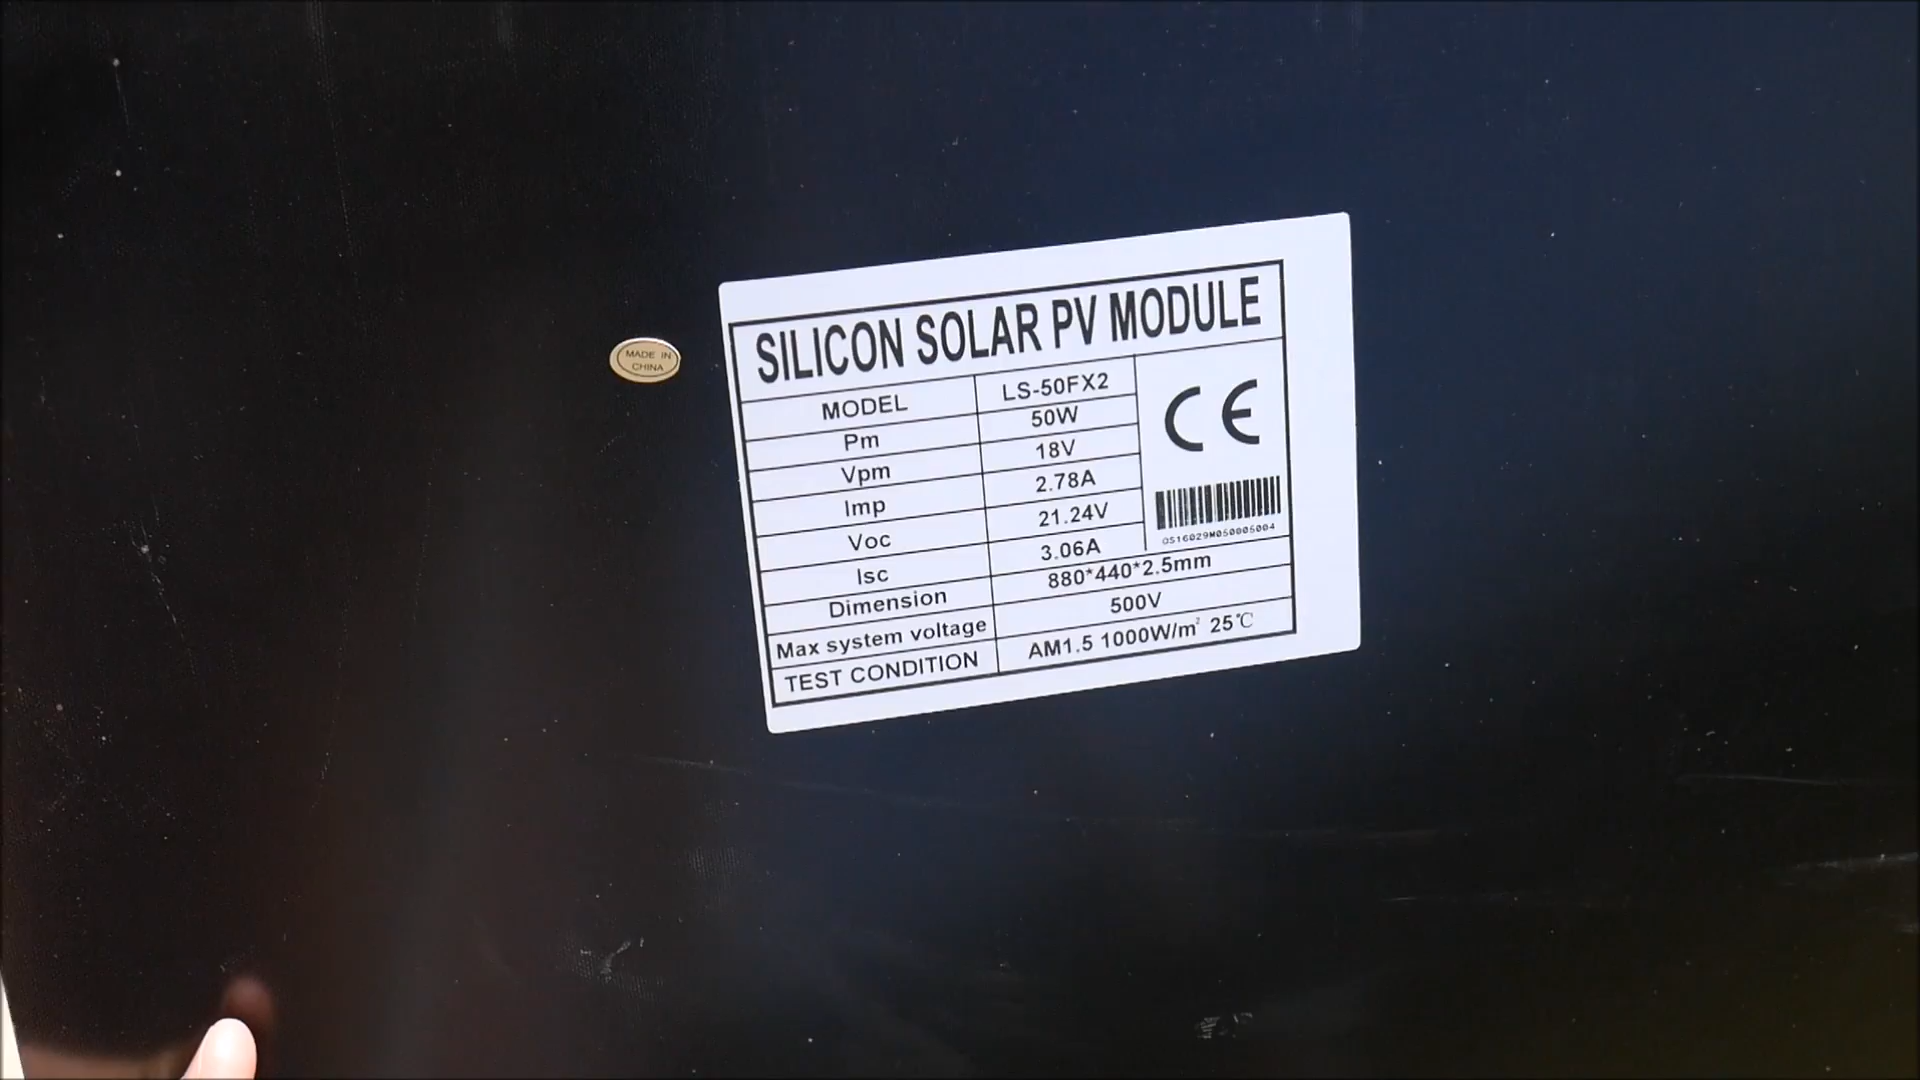 MADE IN
CHINA
SILICON SOLAR PV MODULE
MODEL LS-50FX2
Pm 50W
Vpm 18V
Imp 2.78A
Voc 21.24V
Isc 3.06A
Dimension 880*440*2.5mm
Max system voltage 500V
TEST CONDITION AM1.5 1000W/m² 25℃
CE
OS16029M050005004